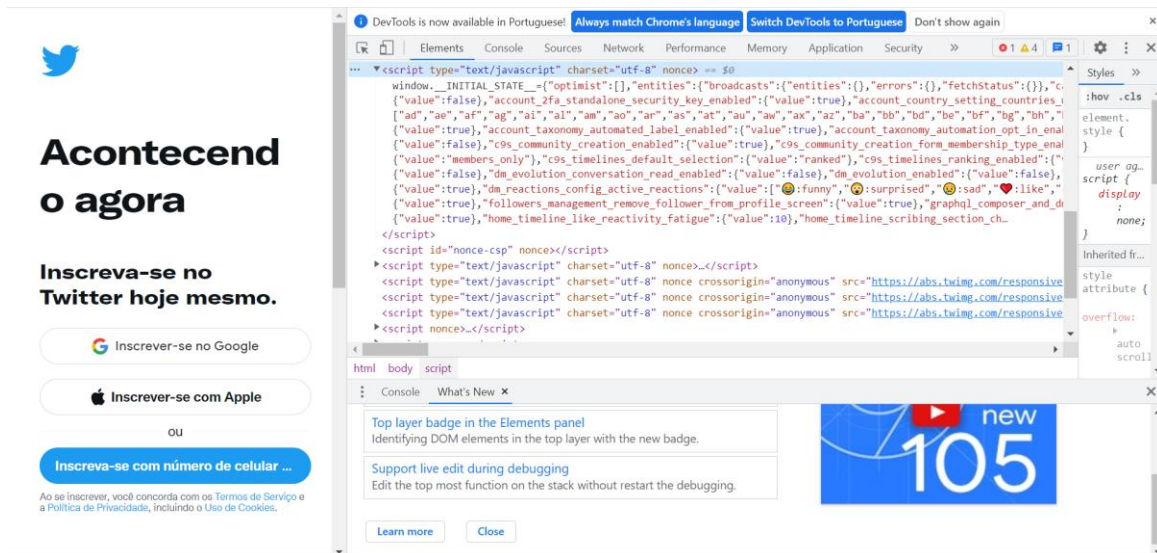 Acontecend
o agora
Inscreva-se no
Twitter hoje mesmo.
Inscrever-se no Google
Inscrever-se com Apple
ou
Inscreva-se com número de celular ...
Ao se inscrever, você concorda com os Termos de Serviço e
a Política de Privacidade, incluindo o Uso de Cookies.
DevTools is now available in Portuguese! Always match Chrome's language Switch DevTools to Portuguese Don't show again
Elements Console Sources Network Performance Memory Application Security » 1 4 1
<script type="text/javascript" charset="utf-8" nonce> == $0
window.__INITIAL_STATE__={"optimist":[],"entities":{"broadcasts":{"entities":{},"errors":{},"fetchStatus":{}},"c
{"value":false},"account_2fa_standalone_security_key_enabled":{"value":true},"account_country_setting_countries_
["ad","ae","af","ag","ai","al","am","ao","ar","as","at","au","aw","ax","az","ba","bb","bd","be","bf","bg","bh","
{"value":true},"account_taxonomy_automated_label_enabled":{"value":true},"account_taxonomy_automation_opt_in_ena
{"value":false},"c9s_community_creation_enabled":{"value":true},"c9s_community_creation_form_membership_type_ena
{"value":"members_only"},"c9s_timelines_default_selection":{"value":"ranked"},"c9s_timelines_ranking_enabled":{"
{"value":false},"dm_evolution_conversation_read_enabled":{"value":false},"dm_evolution_enabled":{"value":false},
{"value":true},"dm_reactions_config_active_reactions":{"value":["😂:funny","😲:surprised","😢:sad","❤️:like","
{"value":true},"followers_management_remove_follower_from_profile_screen":{"value":true},"graphql_composer_and_d
{"value":true},"home_timeline_like_reactivity_fatigue":{"value":10},"home_timeline_scribing_section_ch…
</script>
<script id="nonce-csp" nonce></script>
<script type="text/javascript" charset="utf-8" nonce>…</script>
<script type="text/javascript" charset="utf-8" nonce crossorigin="anonymous" src="https://abs.twimg.com/responsive
<script type="text/javascript" charset="utf-8" nonce crossorigin="anonymous" src="https://abs.twimg.com/responsive
<script type="text/javascript" charset="utf-8" nonce crossorigin="anonymous" src="https://abs.twimg.com/responsive
<script nonce>…</script>
html body script
Styles »
:hov .cls
element.
style {
}
user ag…
script {
display
:
none;
}
Inherited fr…
style
attribute {
overflow:
auto
scroll
Console What's New
Top layer badge in the Elements panel
Identifying DOM elements in the top layer with the new badge.
Support live edit during debugging
Edit the top most function on the stack without restart the debugging.
Learn more Close
new
105